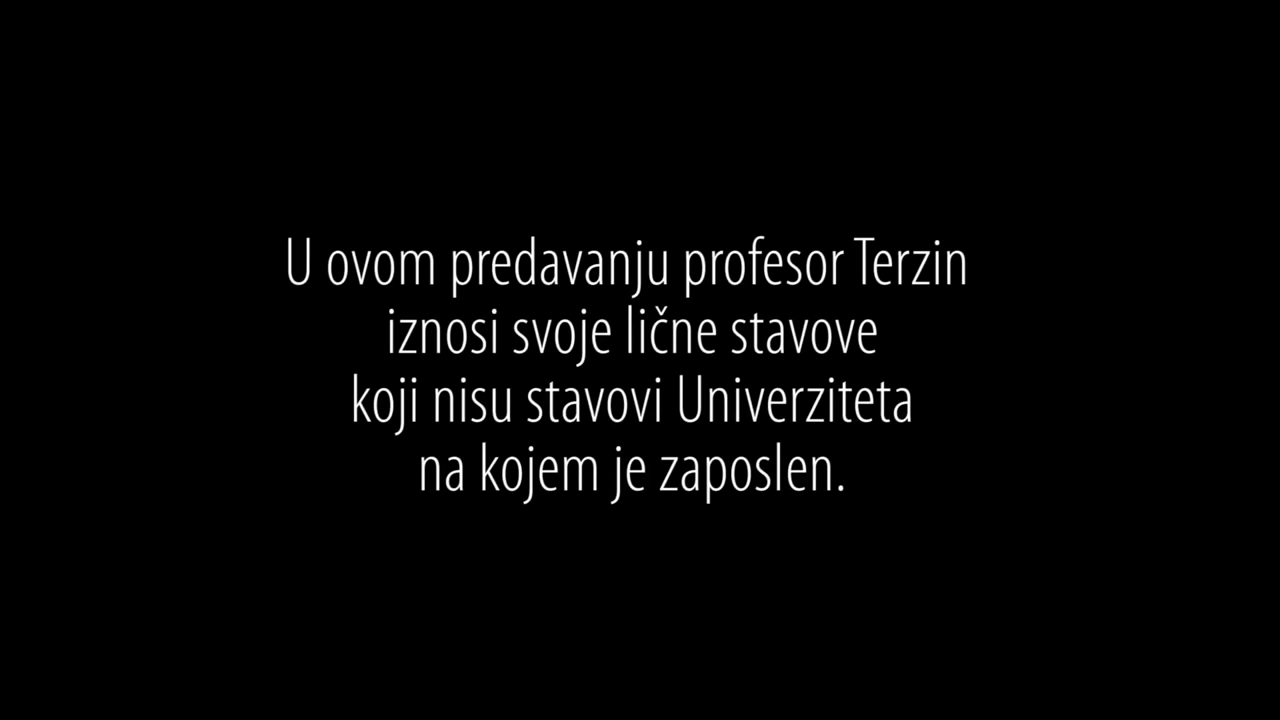 U ovom predavanju profesor Terzin
iznosi svoje lične stavove
koji nisu stavovi Univerziteta
na kojem je zaposlen.